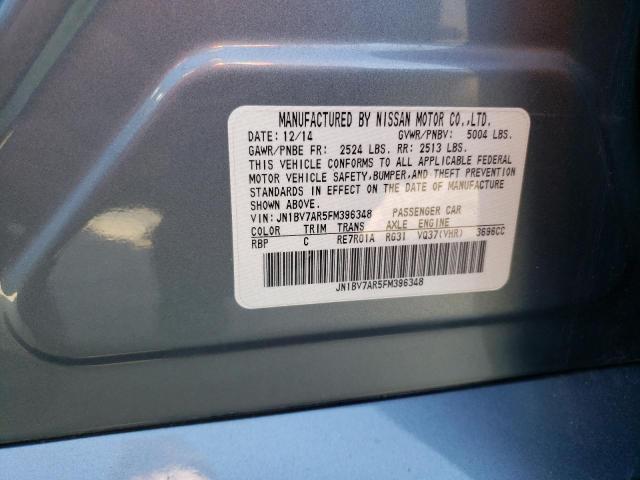 MANUFACTURED BY NISSAN MOTOR CO.,LTD.
DATE: 12/14 GVWR/PNBV: 5004 LBS.
GAWR/PNBE FR: 2524 LBS. RR: 2513 LBS.
THIS VEHICLE CONFORMS TO ALL APPLICABLE FEDERAL
MOTOR VEHICLE SAFETY,BUMPER,AND THEFT PREVENTION
STANDARDS IN EFFECT ON THE DATE OF MANUFACTURE
SHOWN ABOVE.
VIN: JN1BV7AR5FM396348 PASSENGER CAR
COLOR TRIM TRANS AXLE ENGINE
RBP C RE7R01A RG31 VQ37(VHR) 3696CC
JN1BV7AR5FM396348